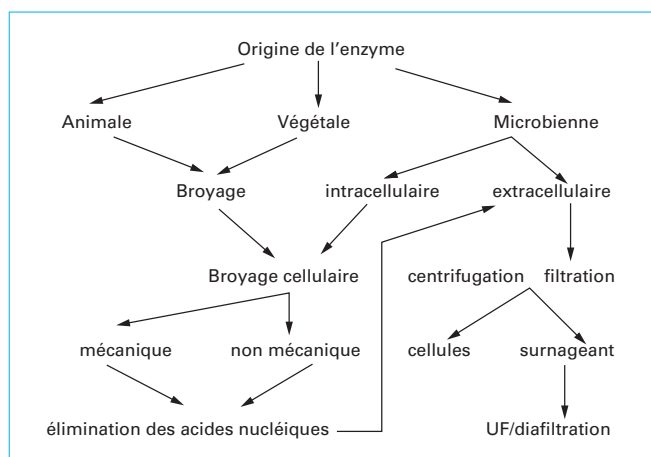 Origine de l'enzyme
Animale
Végétale
Microbienne
Broyage
intracellulaire
extracellulaire
Broyage cellulaire
centrifugation
filtration
mécanique
non mécanique
cellules
surnageant
élimination des acides nucléiques
UF/diafiltration